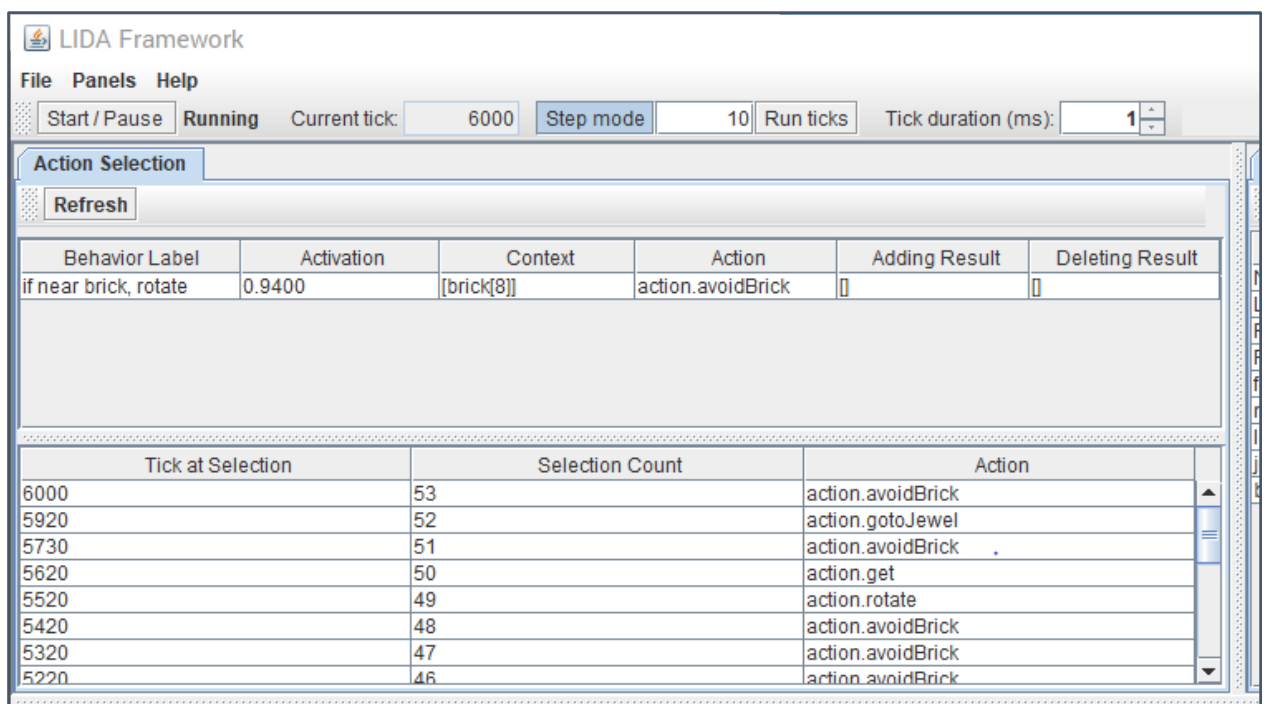 LIDA Framework
File Panels Help
Start / Pause Running Current tick: 6000 Step mode 10 Run ticks Tick duration (ms): 1
Action Selection
Refresh
Behavior Label Activation Context Action Adding Result Deleting Result
if near brick, rotate 0.9400 [brick[8]] action.avoidBrick [] []
Tick at Selection Selection Count Action
6000 53 action.avoidBrick
5920 52 action.gotoJewel
5730 51 action.avoidBrick
5620 50 action.get
5520 49 action.rotate
5420 48 action.avoidBrick
5320 47 action.avoidBrick
5220 46 action.avoidBrick